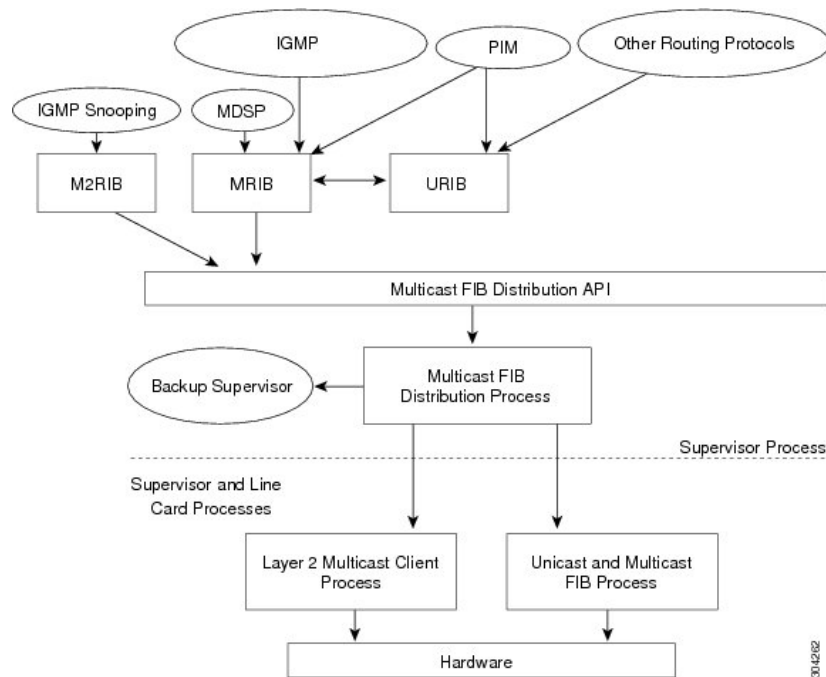 IGMP
PIM
Other Routing Protocols
IGMP Snooping
MDSP
M2RIB
MRIB
URIB
Multicast FIB Distribution API
Backup Supervisor
Multicast FIB
Distribution Process
Supervisor Process
Supervisor and Line
Card Processes
Layer 2 Multicast Client
Process
Unicast and Multicast
FIB Process
Hardware
304262